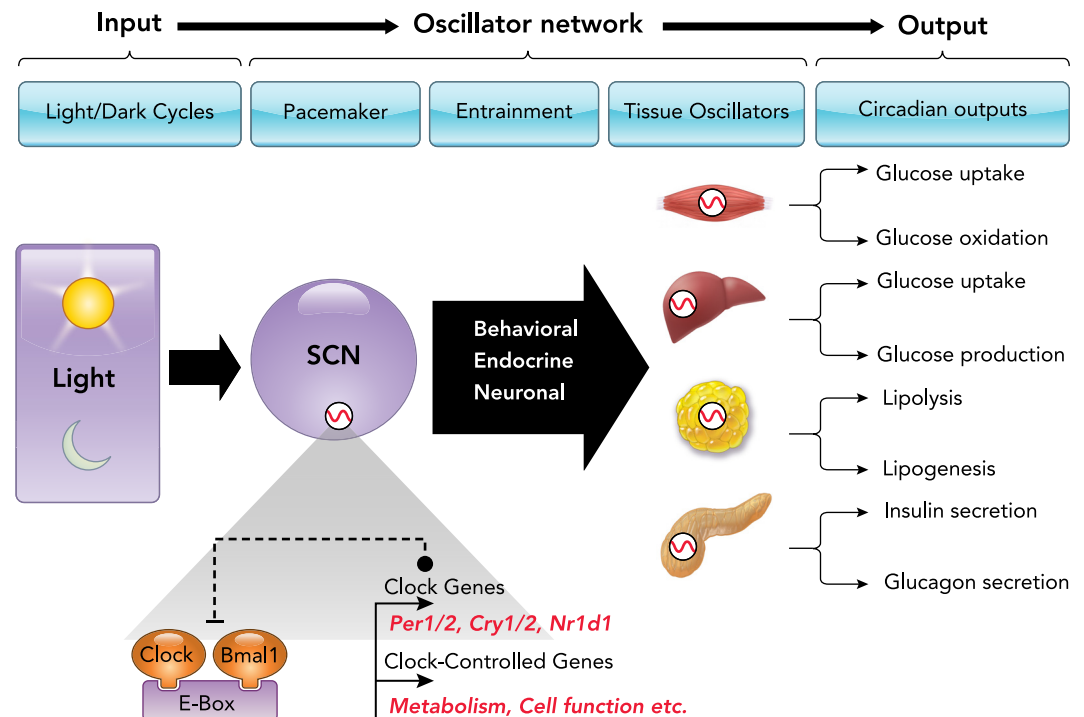 Input
Oscillator network
Output
Light/Dark Cycles
Pacemaker
Entrainment
Tissue Oscillators
Circadian outputs
Light
SCN
Behavioral
Endocrine
Neuronal
Glucose uptake
Glucose oxidation
Glucose uptake
Glucose production
Lipolysis
Lipogenesis
Insulin secretion
Glucagon secretion
Clock Genes
Per1/2, Cry1/2, Nr1d1
Clock-Controlled Genes
Metabolism, Cell function etc.
Clock
Bmal1
E-Box